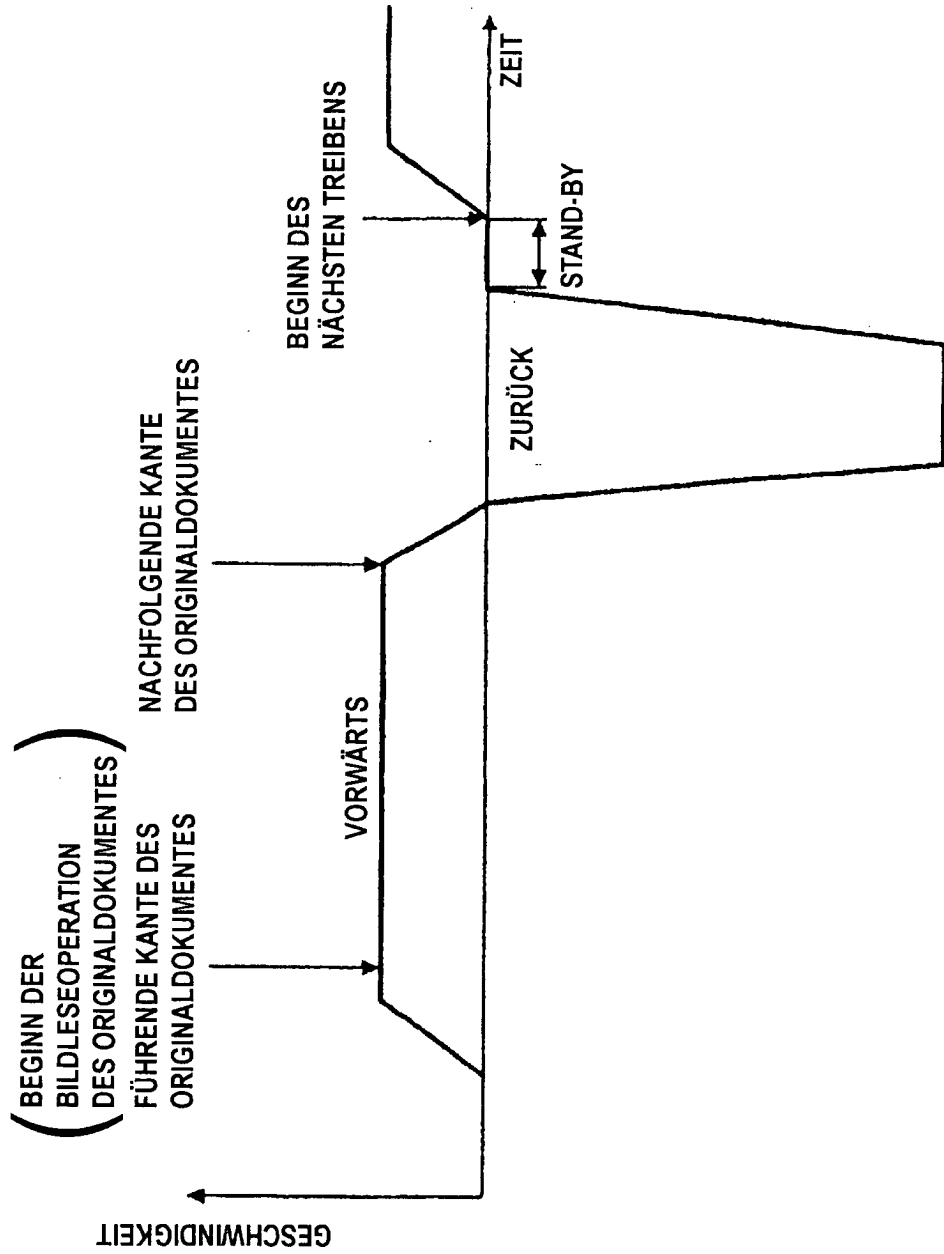 BEGINN DER
BILDLESEOPERATION
DES ORIGINALDOKUMENTES
FÜHRENDE KANTE DES
ORIGINALDOKUMENTES
NACHFOLGENDE KANTE
DES ORIGINALDOKUMENTES
BEGINN DES
NÄCHSTEN TREIBENS
GESCHWINDIGKEIT
VORWÄRTS
ZURÜCK
STAND-BY
ZEIT